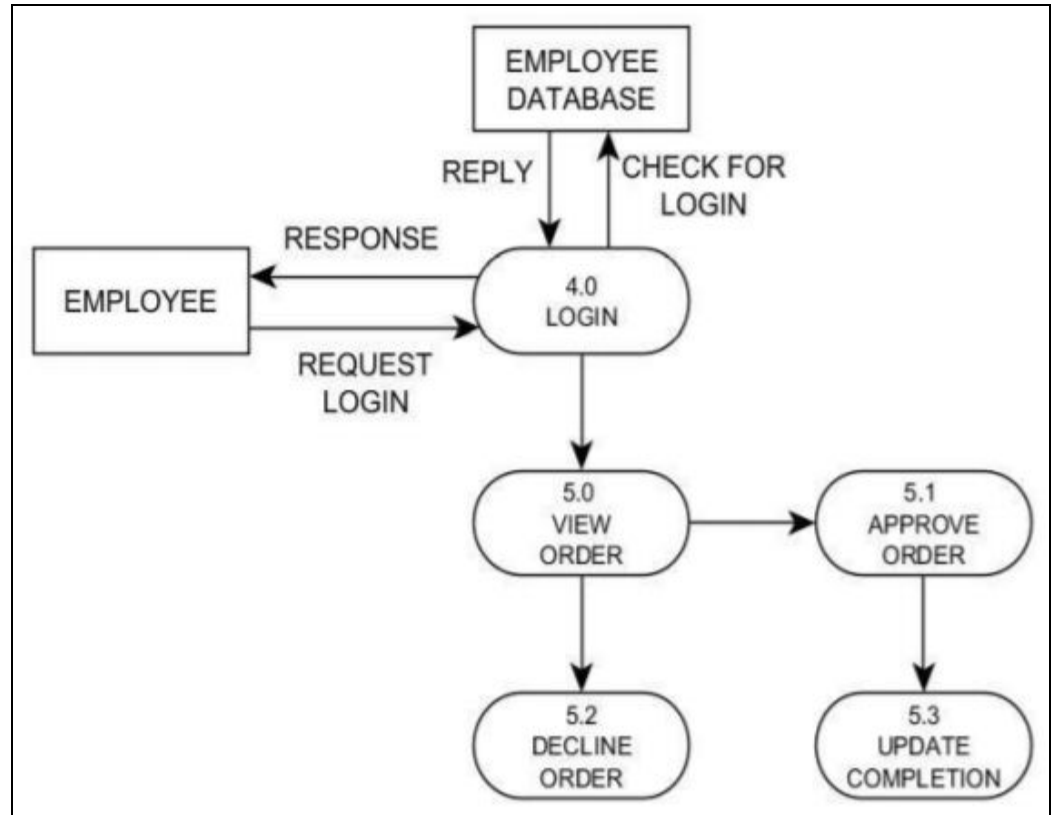 EMPLOYEE
DATABASE
REPLY
CHECK FOR
LOGIN
RESPONSE
EMPLOYEE
4.0
LOGIN
REQUEST
LOGIN
5.0
VIEW
ORDER
5.1
APPROVE
ORDER
5.2
DECLINE
ORDER
5.3
UPDATE
COMPLETION